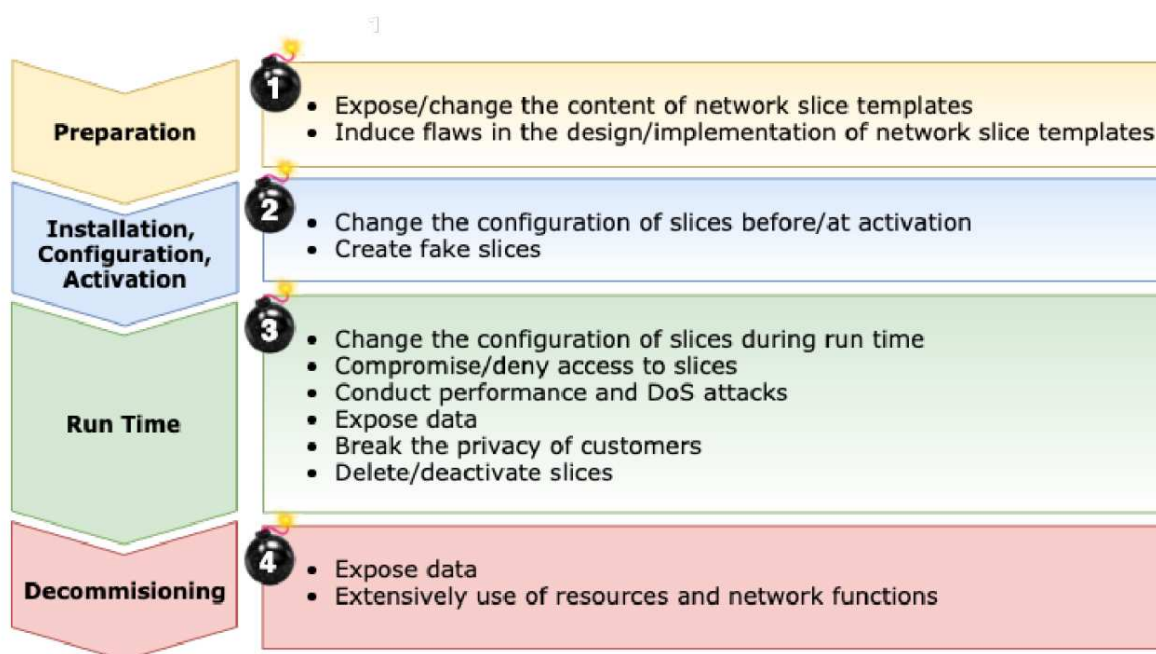 1
Preparation
• Expose/change the content of network slice templates
• Induce flaws in the design/implementation of network slice templates
2
Installation,
Configuration,
Activation
• Change the configuration of slices before/at activation
• Create fake slices
3
Run Time
• Change the configuration of slices during run time
• Compromise/deny access to slices
• Conduct performance and DoS attacks
• Expose data
• Break the privacy of customers
• Delete/deactivate slices
4
Decommisioning
• Expose data
• Extensively use of resources and network functions